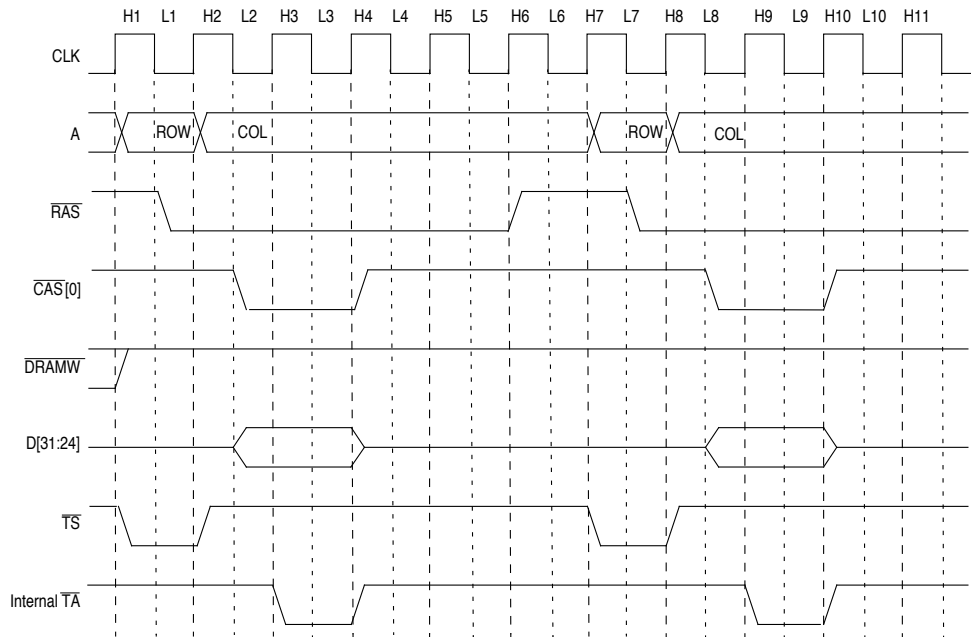 H1 L1 H2 L2 H3 L3 H4 L4 H5 L5 H6 L6 H7 L7 H8 L8 H9 L9 H10 L10 H11
CLK
A ROW COL ROW COL
RAS
CAS[0]
DRAMW
D[31:24]
TS
Internal TA